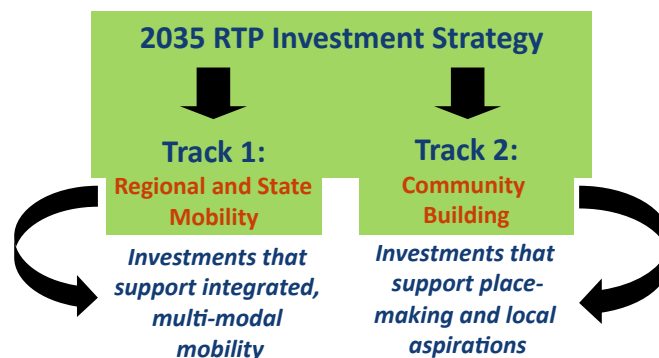 2035 RTP Investment Strategy
Track 1:
Regional and State
Mobility
Investments that
support integrated,
multi-modal
mobility
Track 2:
Community
Building
Investments that
support place-
making and local
aspirations